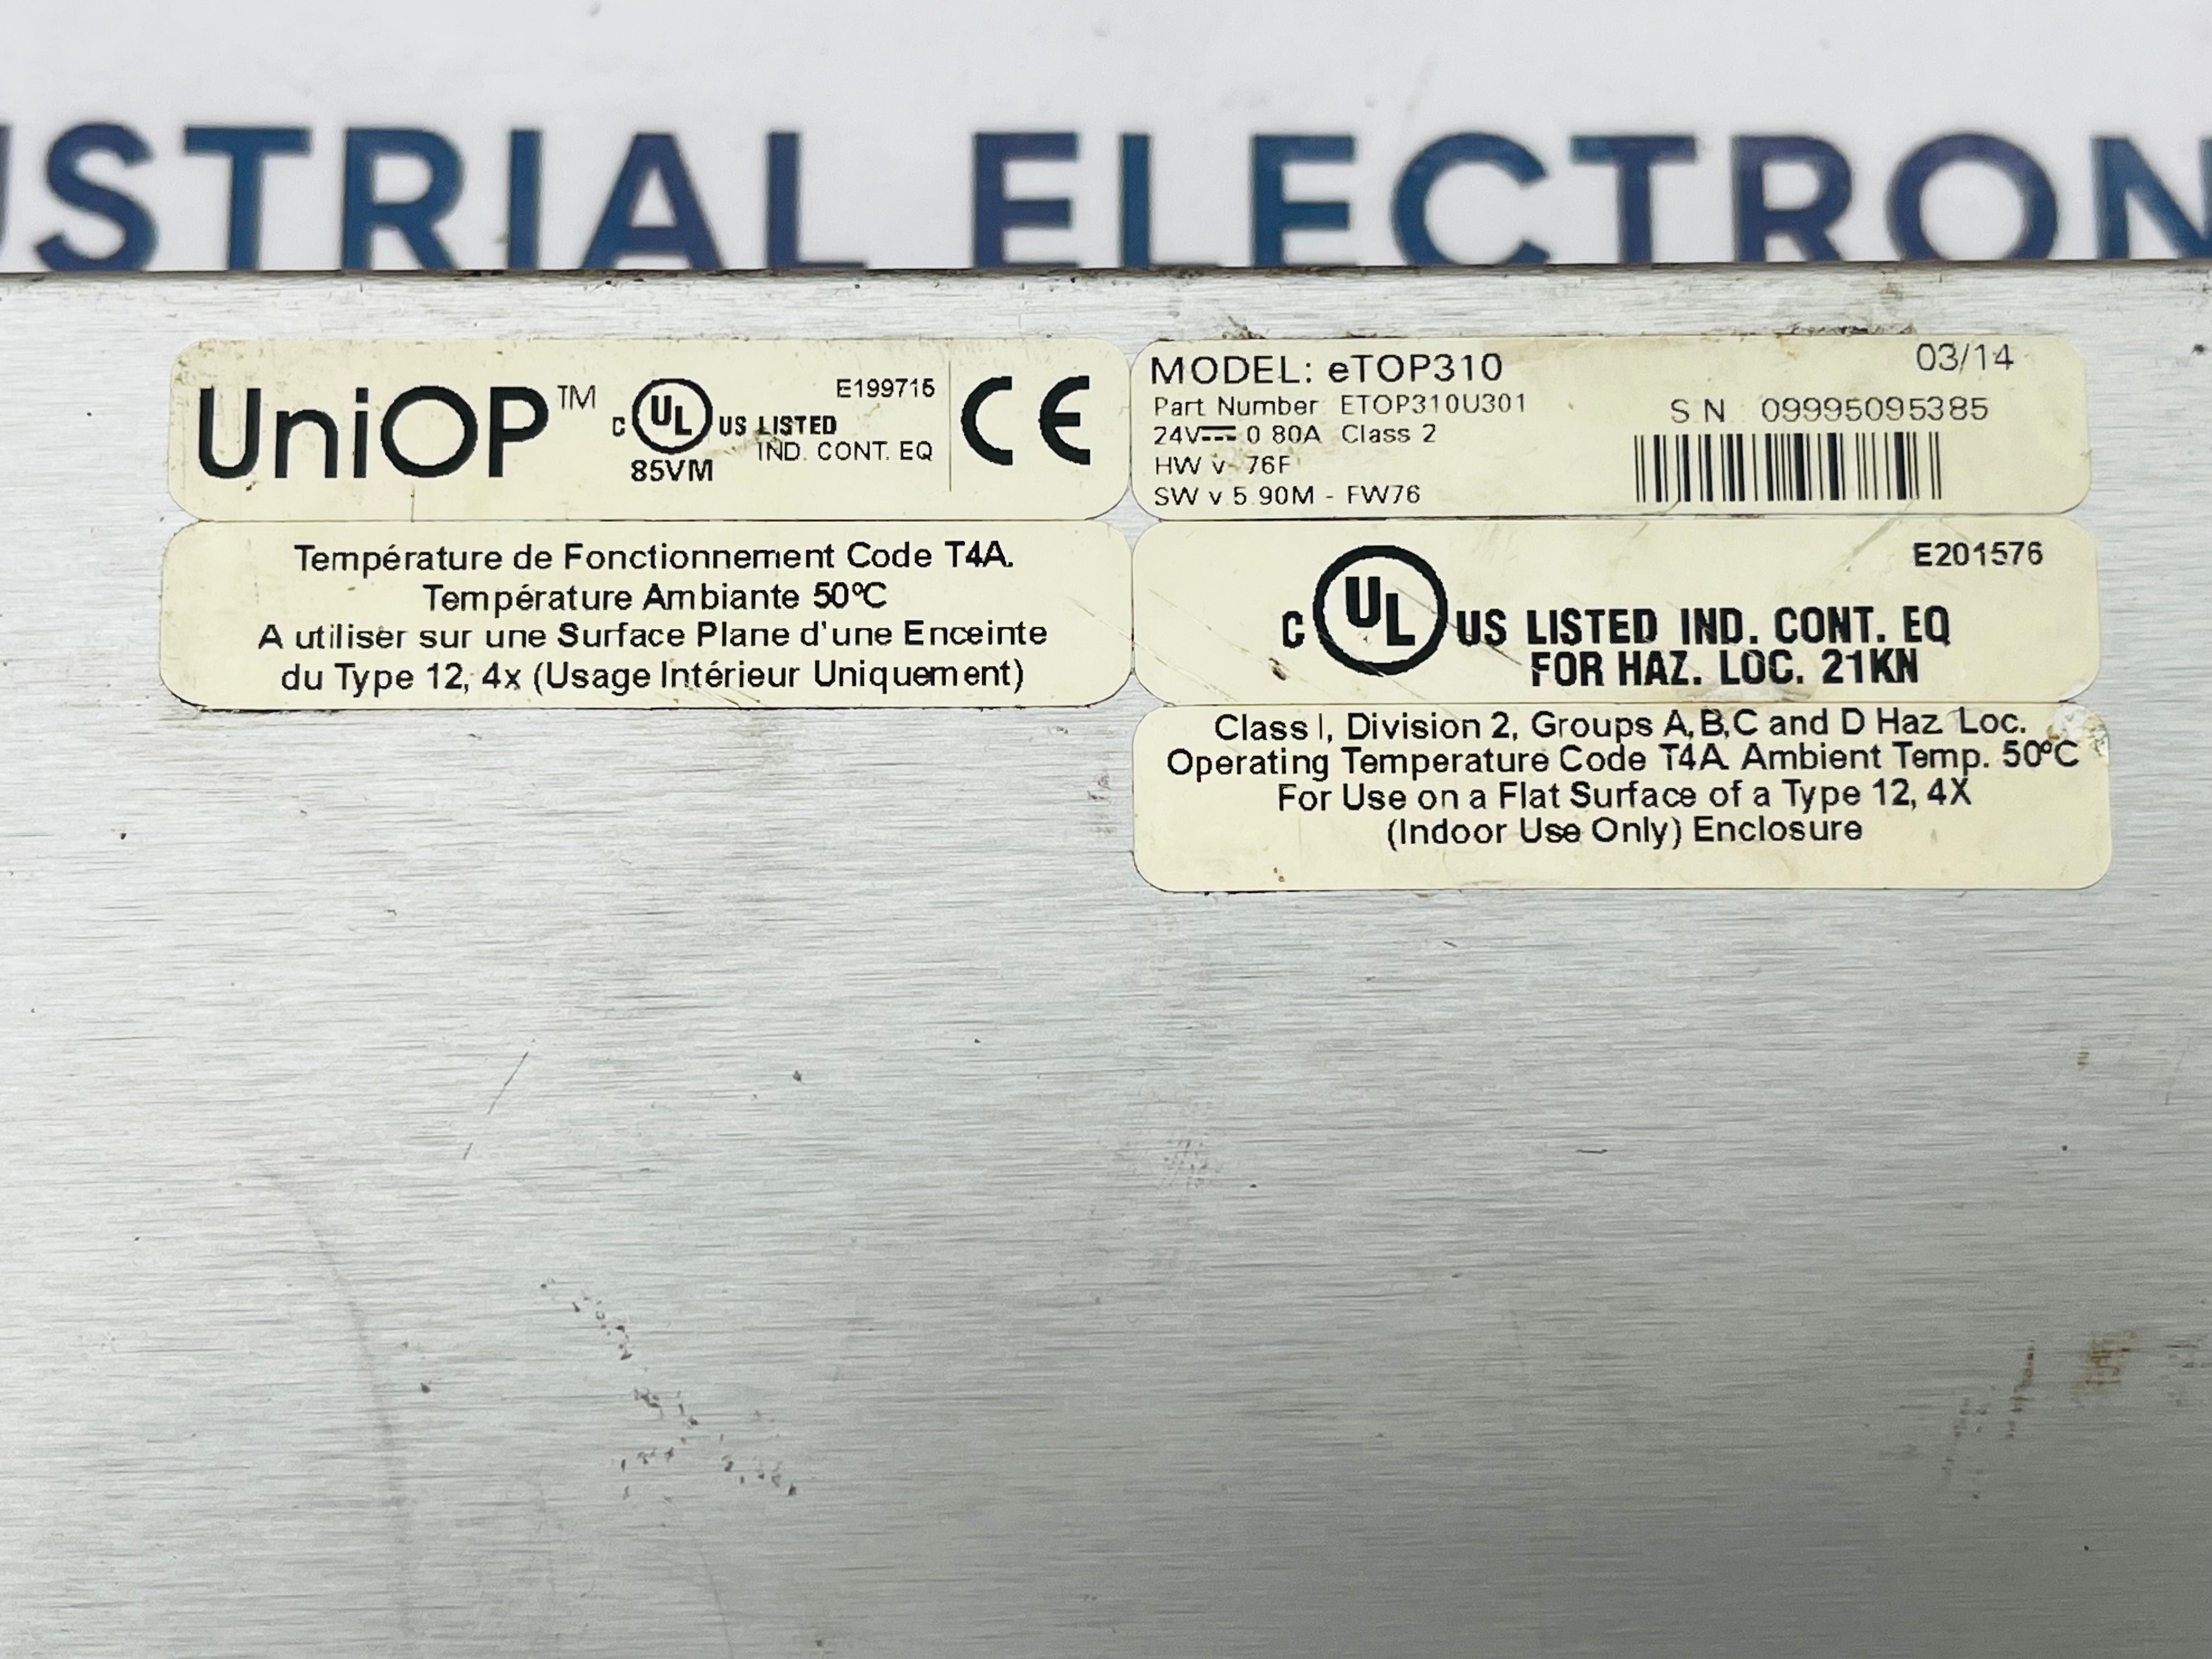 USTRIAL ELECTRON
UniOP™
C UL US LISTED
85VM
E199715
IND. CONT. EQ
CE
MODEL: eTOP310
03/14
Part Number ETOP310U301
S N 09995095385
24V 0 80A Class 2
HW v 76F
SW v 5 90M - FW76
Température de Fonctionnement Code T4A.
Température Ambiante 50ºC
A utiliser sur une Surface Plane d'une Enceinte
du Type 12, 4x (Usage Intérieur Uniquement)
E201576
C UL US LISTED IND. CONT. EQ
FOR HAZ. LOC. 21KN
Class I, Division 2, Groups A,B,C and D Haz Loc.
Operating Temperature Code T4A Ambient Temp. 50ºC
For Use on a Flat Surface of a Type 12, 4X
(Indoor Use Only) Enclosure